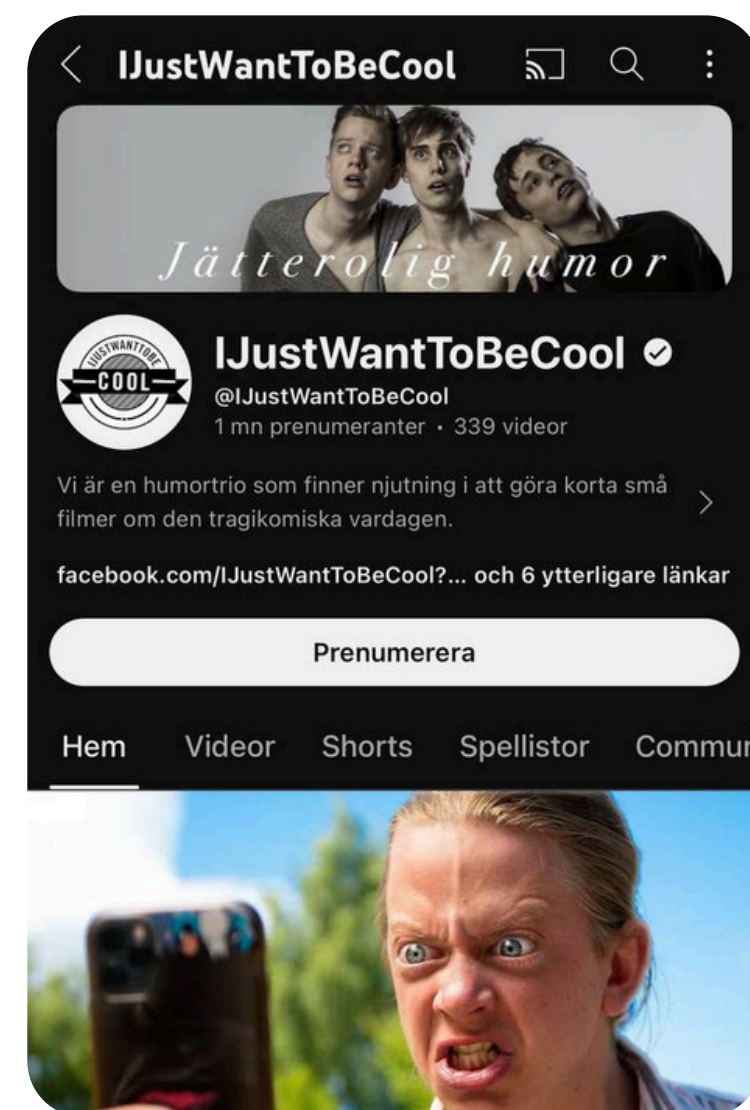 IJustWantToBeCool
Jätterolig humor
IJUSTWANTTOBE
COOL
IJustWantToBeCool
@IJustWantToBeCool
1 mn prenumeranter • 339 videor
Vi är en humortrio som finner njutning i att göra korta små
filmer om den tragikomiska vardagen.
facebook.com/IJustWantToBeCool?... och 6 ytterligare länkar
Prenumerera
Hem Videor Shorts Spellistor Commun